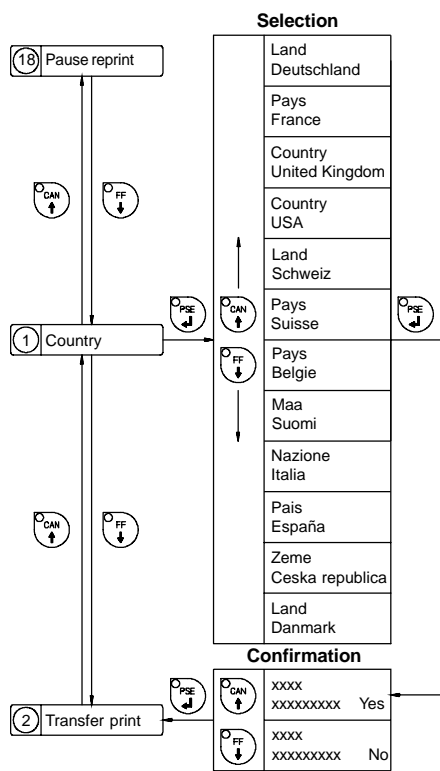 Selection
18 Pause reprint
Land
Deutschland
Pays
France
Country
United Kingdom
CAN
FF
Country
USA
Land
Schweiz
PSE
CAN
Pays
Suisse
PSE
1 Country
FF
Pays
Belgie
Maa
Suomi
Nazione
Italia
CAN
FF
Pais
España
Zeme
Ceska republica
Land
Danmark
Confirmation
PSE
CAN
xxxx
xxxxxxxxx Yes
2 Transfer print
FF
xxxx
xxxxxxxxx No